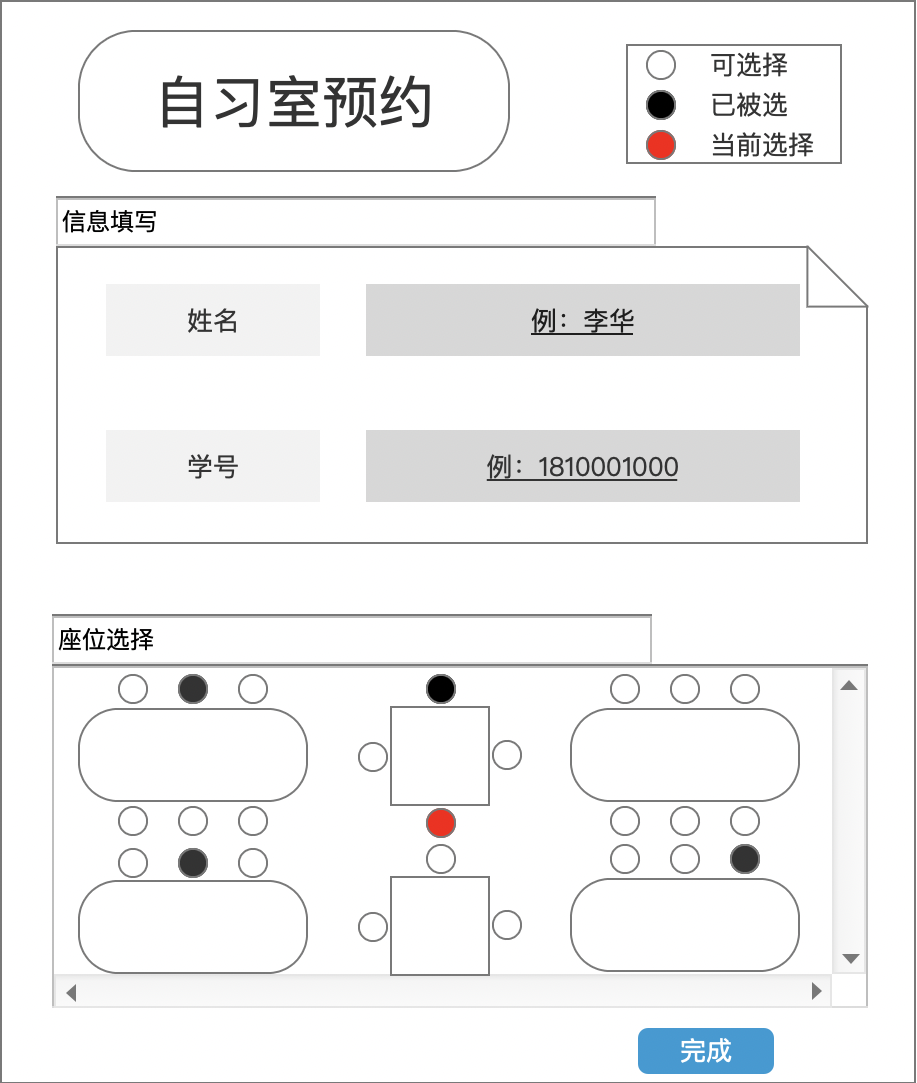 自习室预约
可选择
已被选
当前选择
信息填写
姓名
例：李华
学号
例：1810001000
座位选择
完成